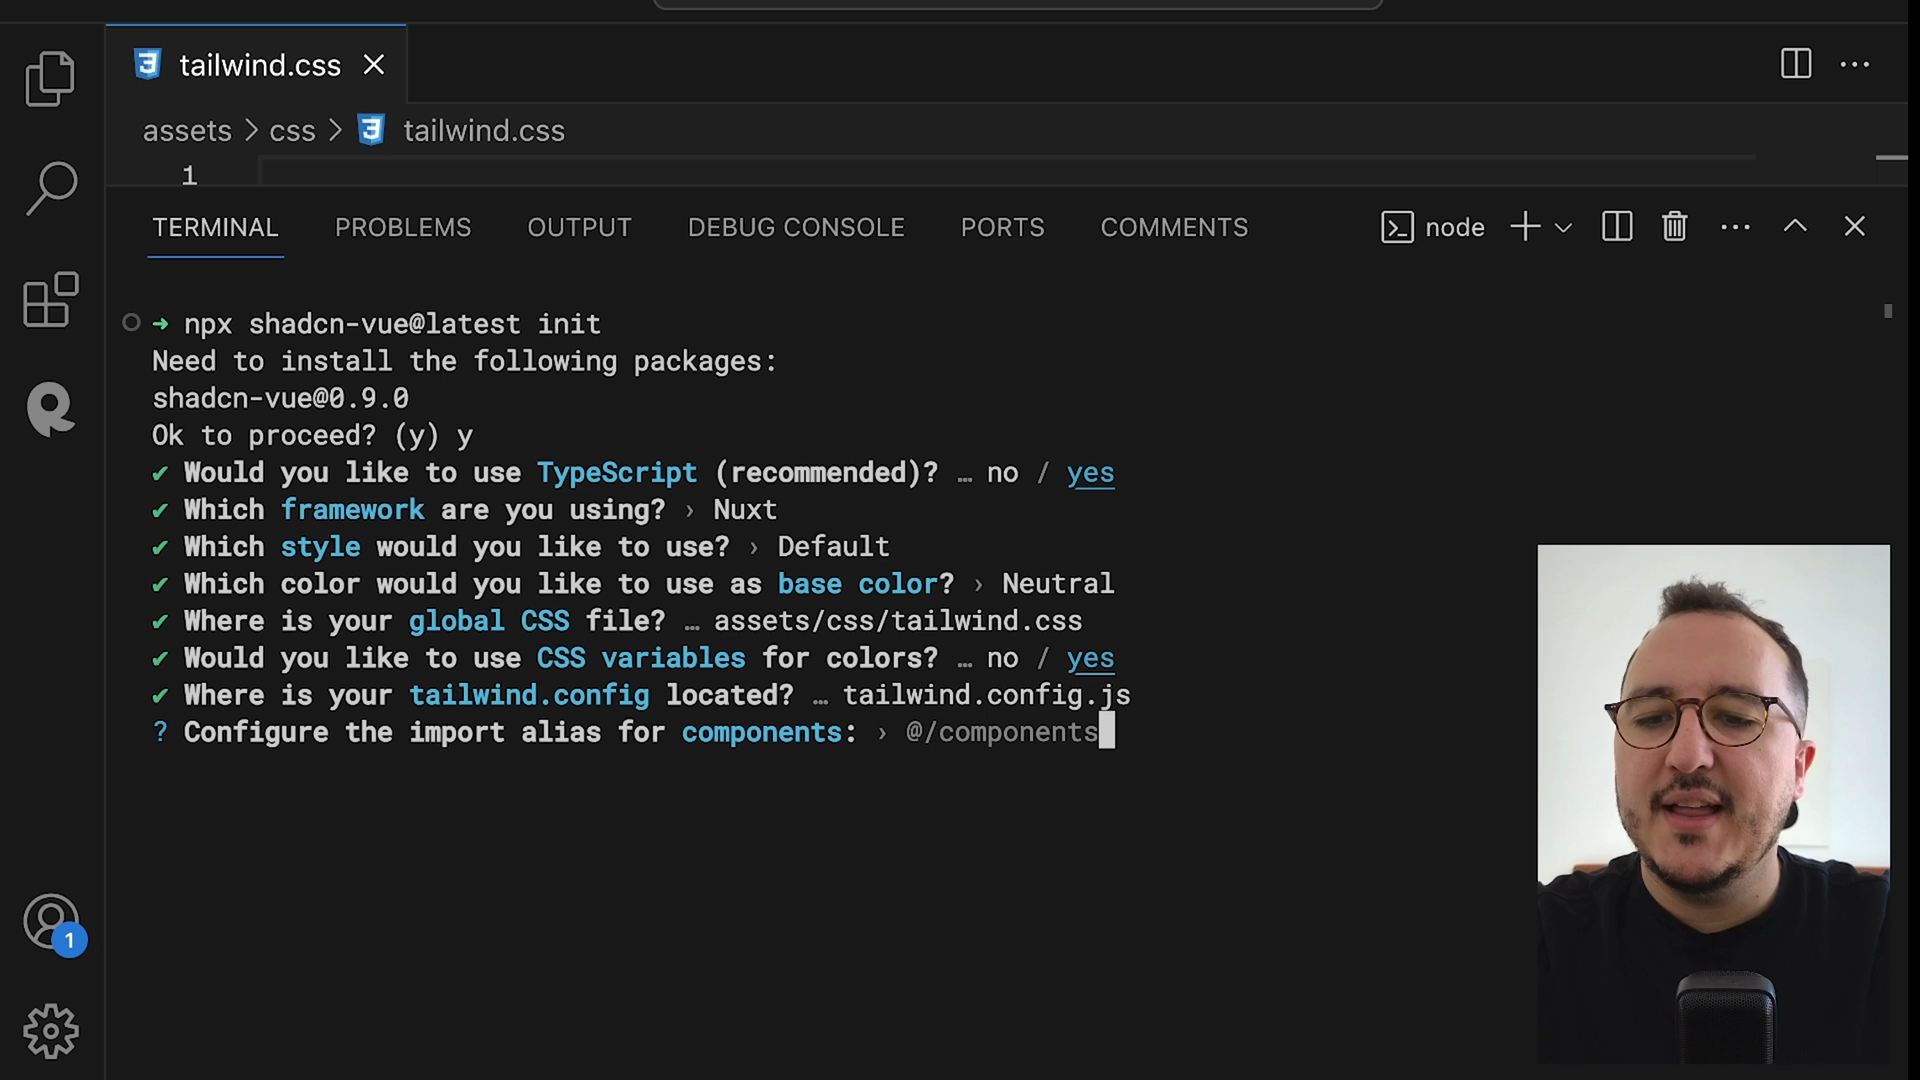 tailwind.css
assets > css > tailwind.css
1
TERMINAL PROBLEMS OUTPUT DEBUG CONSOLE PORTS COMMENTS node
➜ npx shadcn-vue@latest init
Need to install the following packages:
shadcn-vue@0.9.0
Ok to proceed? (y) y
✔ Would you like to use TypeScript (recommended)? … no / yes
✔ Which framework are you using? › Nuxt
✔ Which style would you like to use? › Default
✔ Which color would you like to use as base color? › Neutral
✔ Where is your global CSS file? … assets/css/tailwind.css
✔ Would you like to use CSS variables for colors? … no / yes
✔ Where is your tailwind.config located? … tailwind.config.js
? Configure the import alias for components: › @/components
1